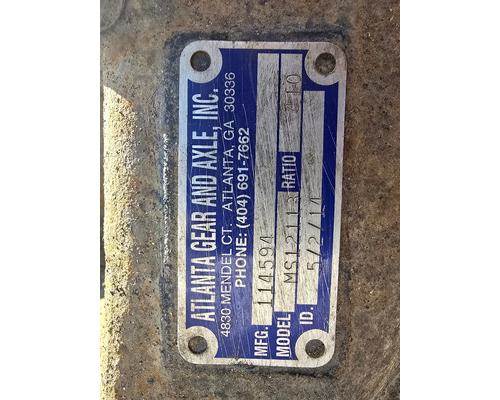 ATLANTA GEAR AND AXLE, INC.
4830 MENDEL CT. ATLANTA, GA 30336
PHONE: (404) 691-7662
MFG. 114594
MODEL MS12113 RATIO
ID. 5/2/14